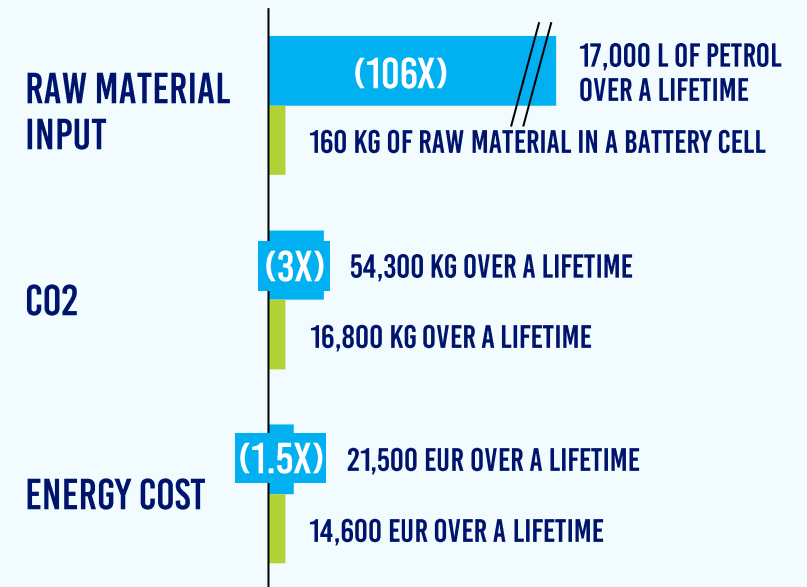 RAW MATERIAL
INPUT
(106X)
17,000 L OF PETROL
OVER A LIFETIME
160 KG OF RAW MATERIAL IN A BATTERY CELL
CO2
(3X)
54,300 KG OVER A LIFETIME
16,800 KG OVER A LIFETIME
ENERGY COST
(1.5X)
21,500 EUR OVER A LIFETIME
14,600 EUR OVER A LIFETIME